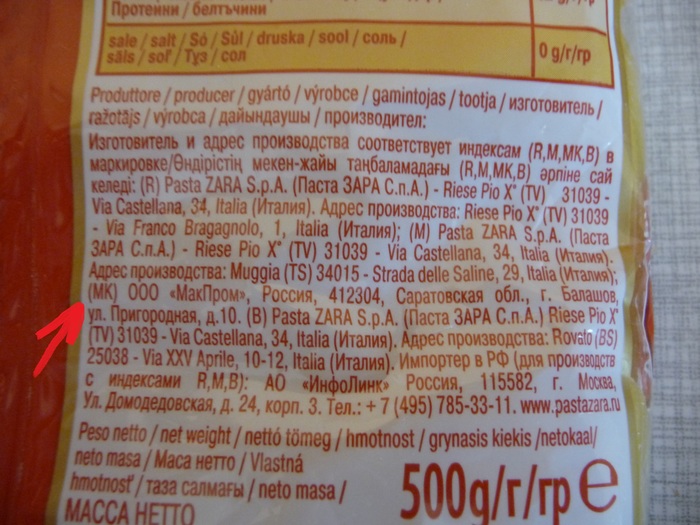 Протеини / белтъчини
sale / salt / Só / Sůl / druska / sool / соль /
sāls / soľ / Тұз / сол
0 g/г/гр
Produttore / producer / gyártó / výrobce / gamintojas / tootja / изготовитель /
ražotājs / výrobca / дайындаушы / производител:
Изготовитель и адрес производства соответствует индексам (R,M,MK,B) в
маркировке/Өндірістің мекен-жайы таңбаламадағы (R,M,MK,B) әрпіне сай
келеді: (R) Pasta ZARA S.p.A. (Паста ЗАРА С.п.А.) - Riese Pio X° (TV) 31039 -
Via Castellana, 34, Italia (Италия). Адрес производства: Riese Pio X° (TV) 31039
- Via Franco Bragagnolo, 1, Italia (Италия); (M) Pasta ZARA S.p.A. (Паста
ЗАРА С.п.А.) - Riese Pio X° (TV) 31039 - Via Castellana, 34, Italia (Италия).
Адрес производства: Muggia (TS) 34015 - Strada delle Saline, 29, Italia (Италия);
(МК) ООО «МакПром», Россия, 412304, Саратовская обл., г. Балашов,
ул. Пригородная, д.10. (B) Pasta ZARA S.p.A. (Паста ЗАРА С.п.А.) Riese Pio X°
(TV) 31039 - Via Castellana, 34, Italia (Италия). Адрес производства: Rovato (BS)
25038 - Via XXV Aprile, 10-12, Italia (Италия). Импортер в РФ (для производств
с индексами R,M,B): АО «ИнфоЛинк» Россия, 115582, г. Москва,
Ул. Домодедовская, д. 24, корп. 3. Тел.: + 7 (495) 785-33-11. www.pastazara.ru
Peso netto / net weight / nettó tömeg / hmotnost / grynasis kiekis /netokaal/
neto masa / Маса нетто / Vlastná
hmotnosť / таза салмағы / neto masa /
МАССА НЕТТО
500g/г/гр e